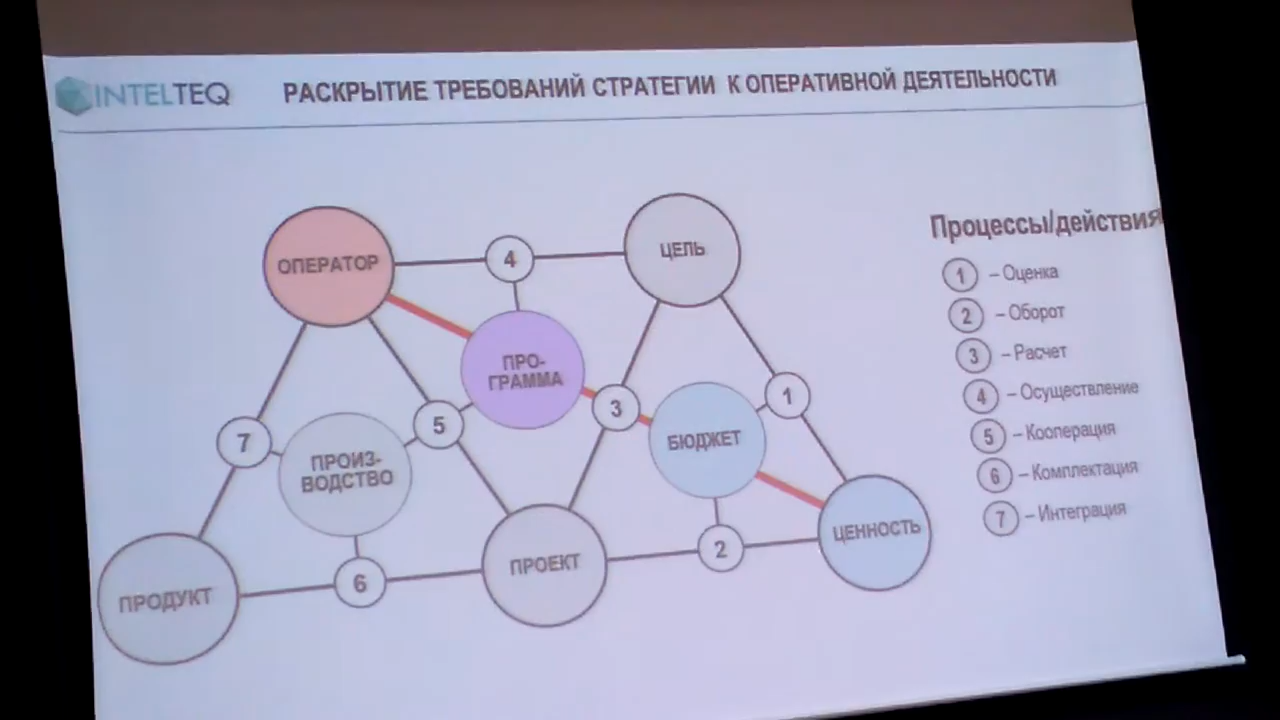 INTELTEQ
РАСКРЫТИЕ ТРЕБОВАНИЙ СТРАТЕГИИ К ОПЕРАТИВНОЙ ДЕЯТЕЛЬНОСТИ
ОПЕРАТОР
4
ЦЕЛЬ
ПРО-
ГРАММА
3
1
7
5
БЮДЖЕТ
ПРОИЗ-
ВОДСТВО
ПРОДУКТ
6
ПРОЕКТ
2
ЦЕННОСТЬ
Процессы/действия
1 – Оценка
2 – Оборот
3 – Расчет
4 – Осуществление
5 – Кооперация
6 – Комплектация
7 – Интеграция